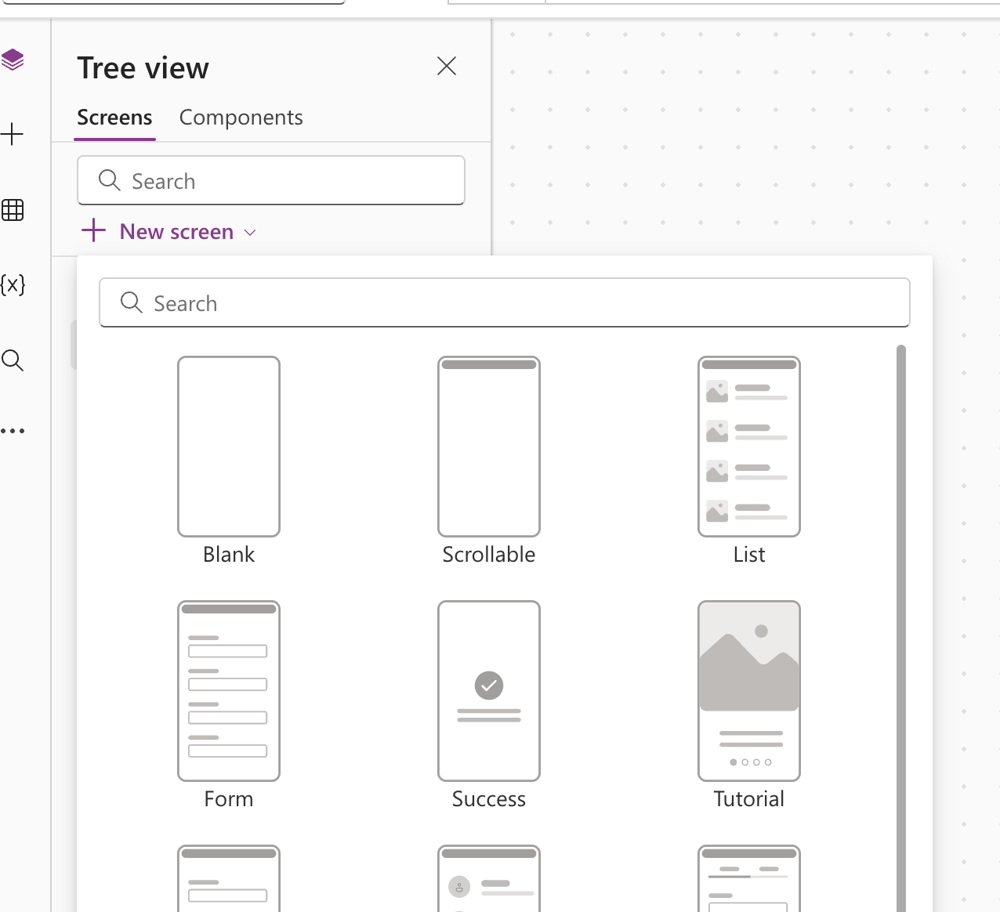 Tree view
Screens Components
Search
New screen
Search
Blank Scrollable List
Form Success Tutorial